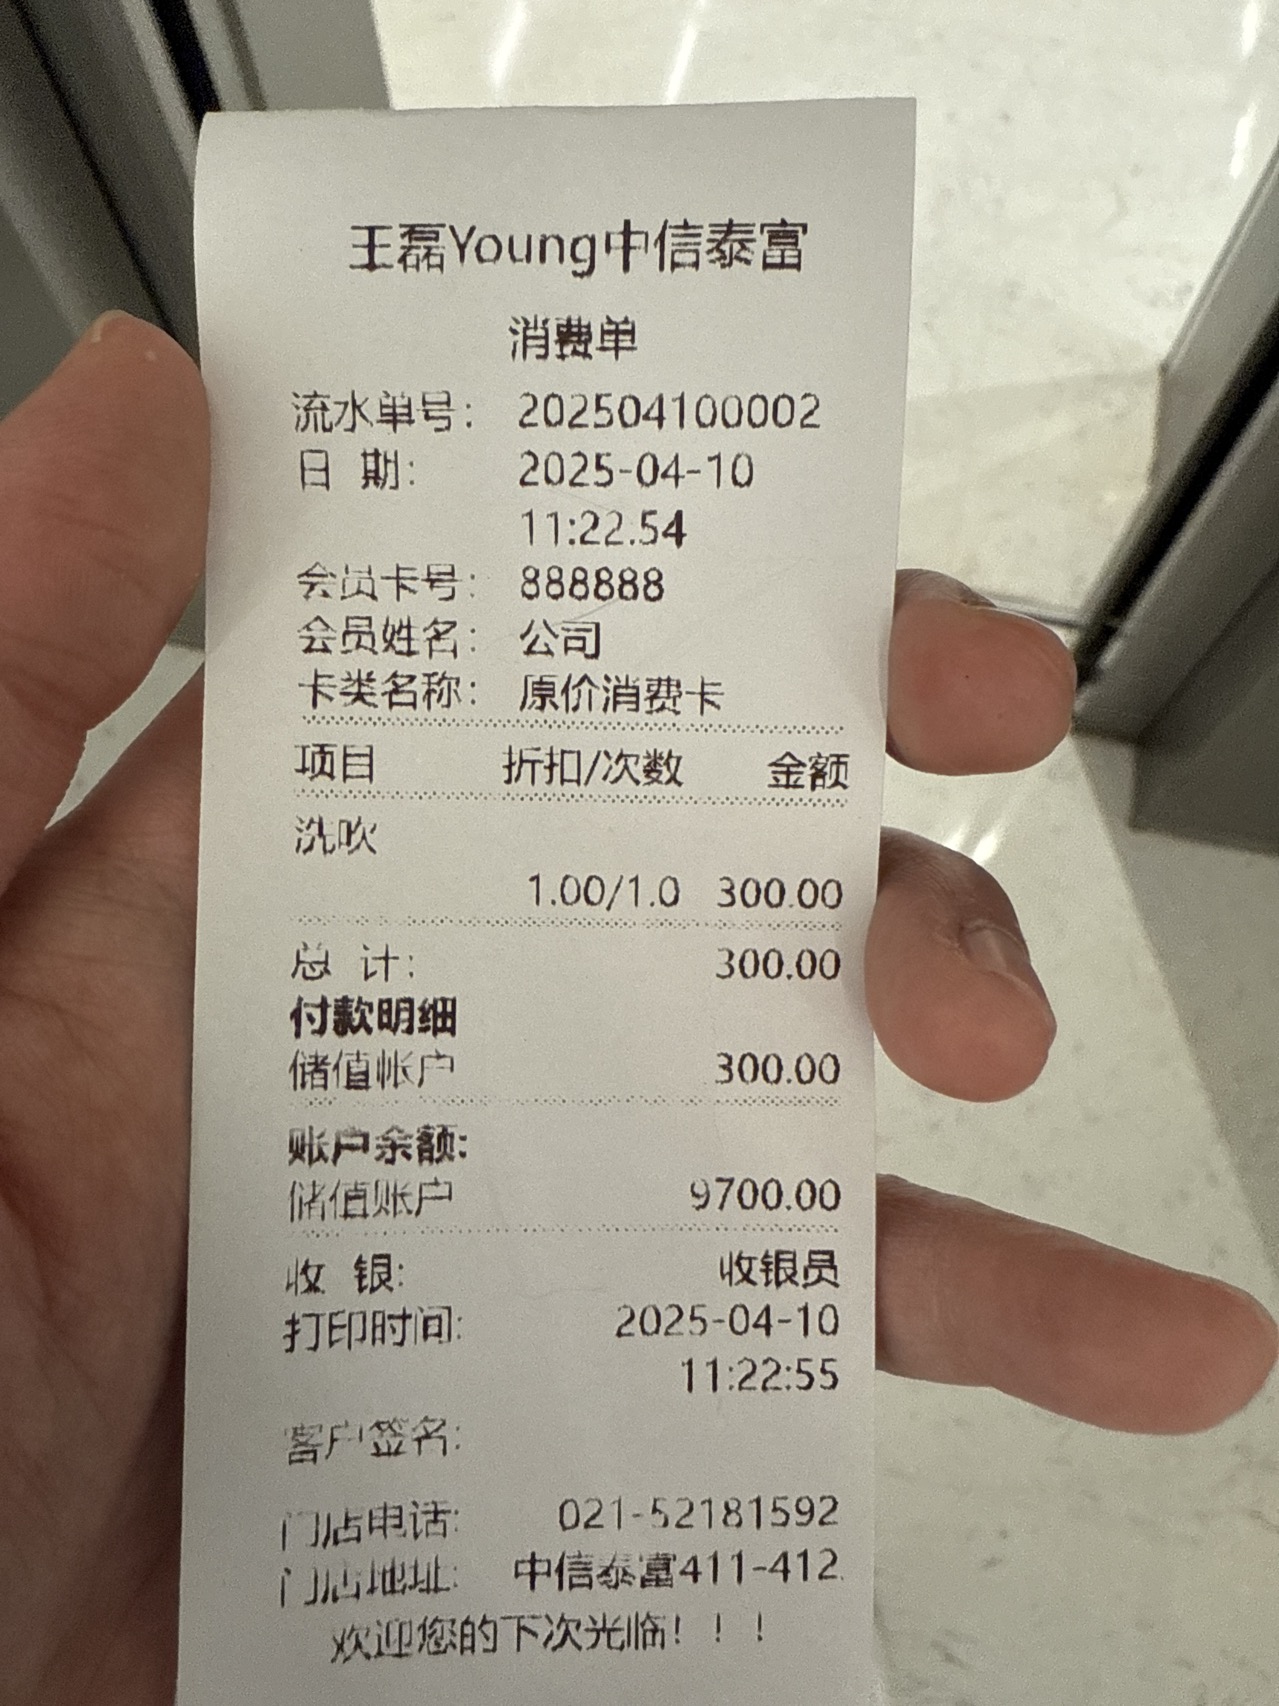 王磊Young中信泰富
消费单
流水单号： 202504100002
日 期： 2025-04-10
11:22:54
会员卡号： 888888
会员姓名： 公司
卡类名称： 原价消费卡
项目 折扣/次数 金额
洗吹
1.00/1.0 300.00
总 计： 300.00
付款明细
储值帐户 300.00
账户余额:
储值账户 9700.00
收 银: 收银员
打印时间: 2025-04-10
11:22:55
客户签名:
门店电话: 021-52181592
门店地址: 中信泰富411-412
欢迎您的下次光临！！！